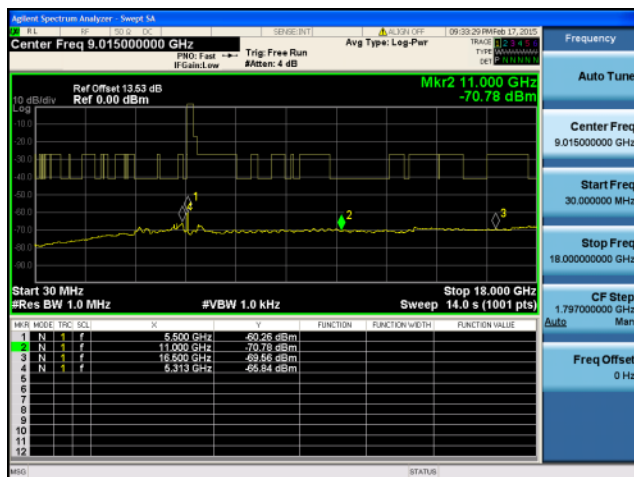 Agilent Spectrum Analyzer - Swept SA
RL RF 50 Ω DC SENSE:INT ALIGN OFF 09:33:29 PM Feb 17, 2015
Center Freq 9.015000000 GHz Avg Type: Log-Pwr TRACE 1 2 3 4 5 6
PNO: Fast Trig: Free Run TYPE
IFGain:Low #Atten: 4 dB DET P N N N N N
Mkr2 11.000 GHz
-70.78 dBm
Ref Offset 13.53 dB
10 dB/div Ref 0.00 dBm
Log
-10.0
-20.0
-30.0
-40.0
-50.0
-60.0
-70.0
-80.0
-90.0
1
4
2
3
Start 30 MHz Stop 18.000 GHz
#Res BW 1.0 MHz #VBW 1.0 kHz Sweep 14.0 s (1001 pts)
MKR MODE TRC SCL X Y FUNCTION FUNCTION WIDTH FUNCTION VALUE
1 N 1 f 5.500 GHz -60.26 dBm
2 N 1 f 11.000 GHz -70.78 dBm
3 N 1 f 16.500 GHz -69.56 dBm
4 N 1 f 5.313 GHz -65.84 dBm
5
6
7
8
9
10
11
12
MSG STATUS
Frequency
Auto Tune
Center Freq
9.015000000 GHz
Start Freq
30.000000 MHz
Stop Freq
18.000000000 GHz
CF Step
1.797000000 GHz
Auto Man
Freq Offset
0 Hz